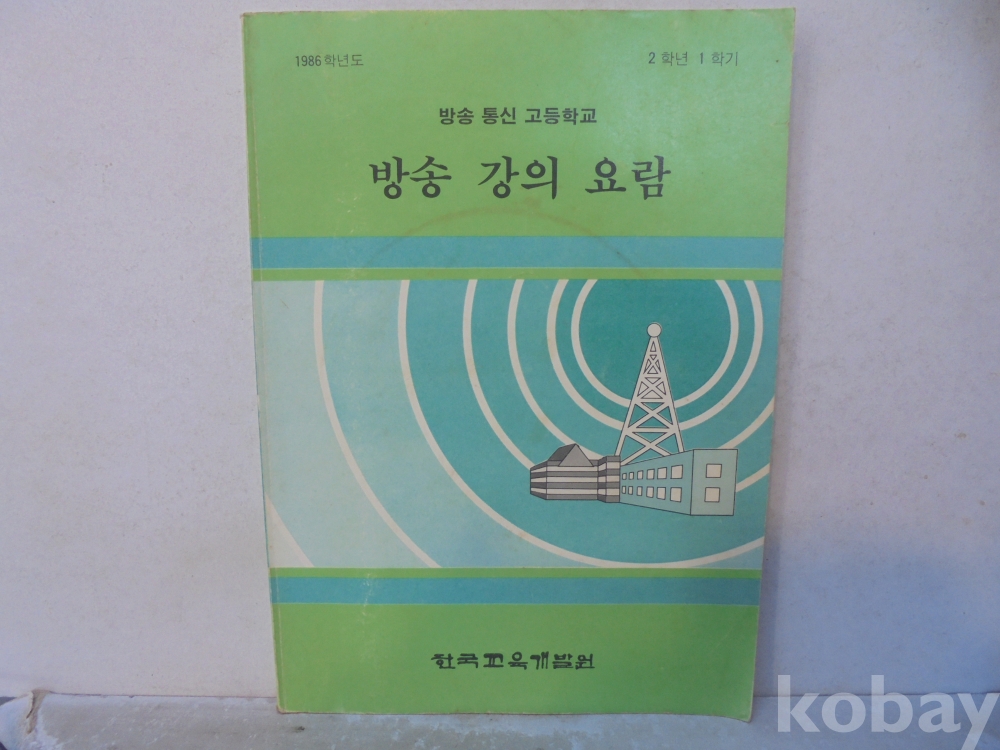 1986 학년도 2 학년 1 학기
방송 통신 고등학교
방송 강의 요람
한국교육개발원
kobay